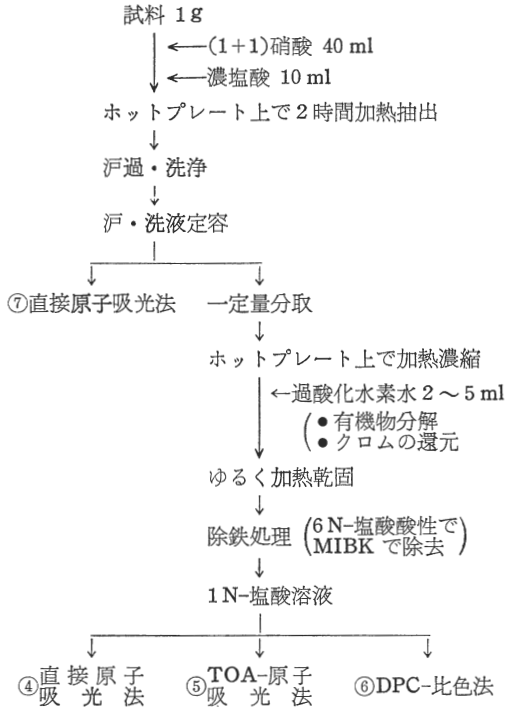 試料 1g
←(1+1)硝酸 40 ml
←濃塩酸 10 ml
ホットプレート上で2時間加熱抽出
沪過・洗浄
沪・洗液定容
⑦直接原子吸光法 一定量分取
ホットプレート上で加熱濃縮
←過酸化水素水2~5 ml
(●有機物分解
●クロムの還元
ゆるく加熱乾固
除鉄処理 (6N-塩酸酸性で
MIBKで除去)
1N-塩酸溶液
④直接原子吸光法 ⑤TOA-原子吸光法 ⑥DPC-比色法